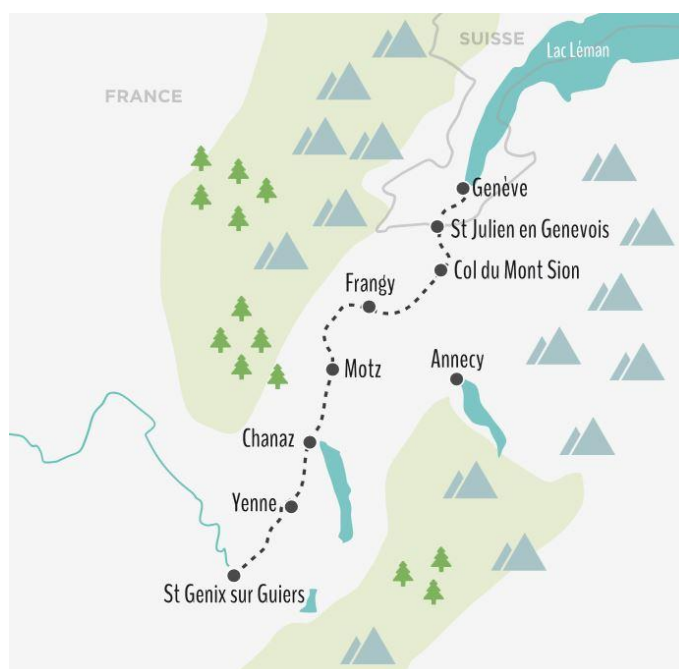 SUISSE
Lac Léman
FRANCE
Genève
St Julien en Genevois
Col du Mont Sion
Frangy
Motz
Annecy
Chanaz
Yenne
St Genix sur Guiers